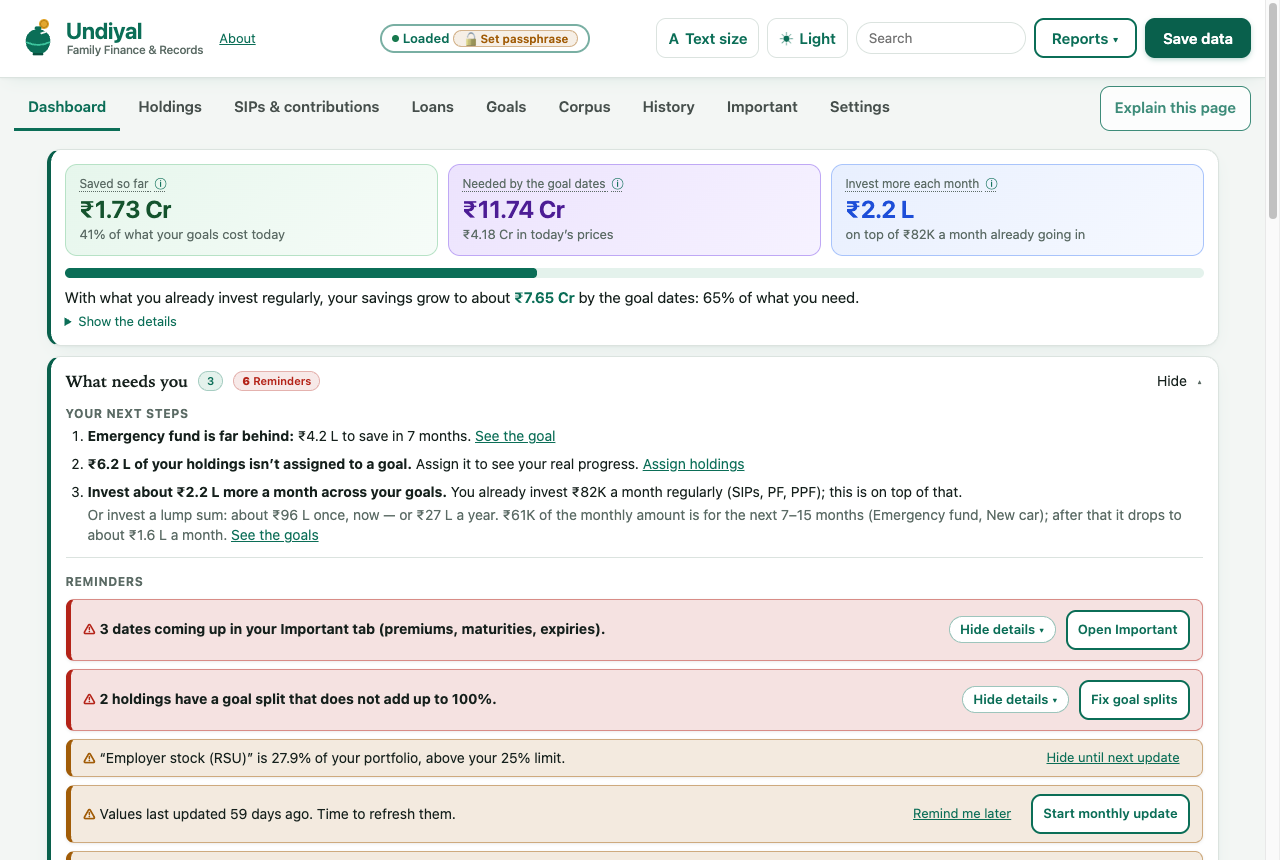 Undiyal
Family Finance & Records
About
Loaded 🔒 Set passphrase
A Text size
☀ Light
Search
Reports ▾
Save data
Dashboard
Holdings
SIPs & contributions
Loans
Goals
Corpus
History
Important
Settings
Explain this page
Saved so far ⓘ
₹1.73 Cr
41% of what your goals cost today
Needed by the goal dates ⓘ
₹11.74 Cr
₹4.18 Cr in today’s prices
Invest more each month ⓘ
₹2.2 L
on top of ₹82K a month already going in
With what you already invest regularly, your savings grow to about ₹7.65 Cr by the goal dates: 65% of what you need.
▶ Show the details
What needs you 3 6 Reminders
Hide ▴
YOUR NEXT STEPS
1. Emergency fund is far behind: ₹4.2 L to save in 7 months. See the goal
2. ₹6.2 L of your holdings isn’t assigned to a goal. Assign it to see your real progress. Assign holdings
3. Invest about ₹2.2 L more a month across your goals. You already invest ₹82K a month regularly (SIPs, PF, PPF); this is on top of that.
Or invest a lump sum: about ₹96 L once, now — or ₹27 L a year. ₹61K of the monthly amount is for the next 7–15 months (Emergency fund, New car); after that it drops to
about ₹1.6 L a month. See the goals
REMINDERS
⚠ 3 dates coming up in your Important tab (premiums, maturities, expiries).
Hide details ▾
Open Important
⚠ 2 holdings have a goal split that does not add up to 100%.
Hide details ▾
Fix goal splits
⚠ “Employer stock (RSU)” is 27.9% of your portfolio, above your 25% limit.
Hide until next update
⚠ Values last updated 59 days ago. Time to refresh them.
Remind me later
Start monthly update